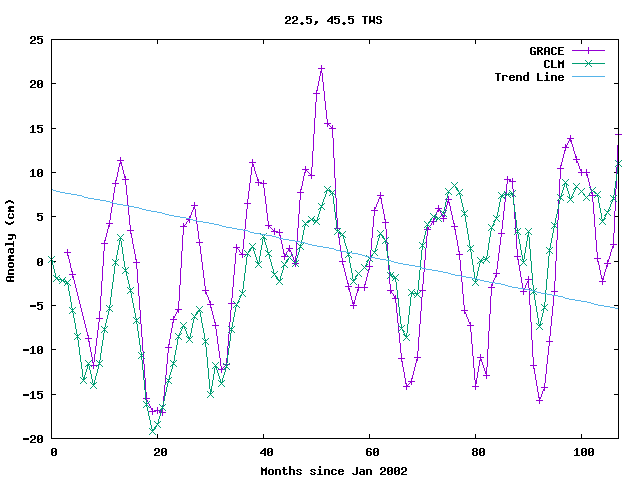 22.5, 45.5 TWS
GRACE
CLM
Trend Line
25
20
15
10
5
0
-5
-10
-15
-20
Anomaly (cm)
0 20 40 60 80 100
Months since Jan 2002